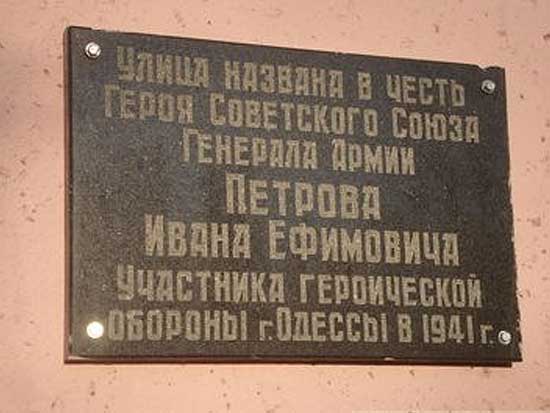 Улица названа в честь
Героя Советского Союза
Генерала Армии
Петрова
Ивана Ефимовича
участника героической
обороны г.Одессы в 1941 г.